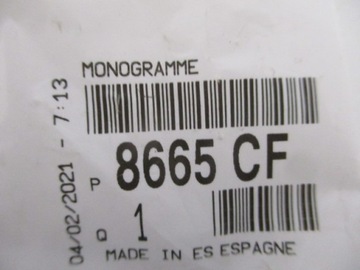 MONOGRAMME
P 8665 CF
Q 1
MADE IN ES ESPAGNE
04/02/2021 - 7:13